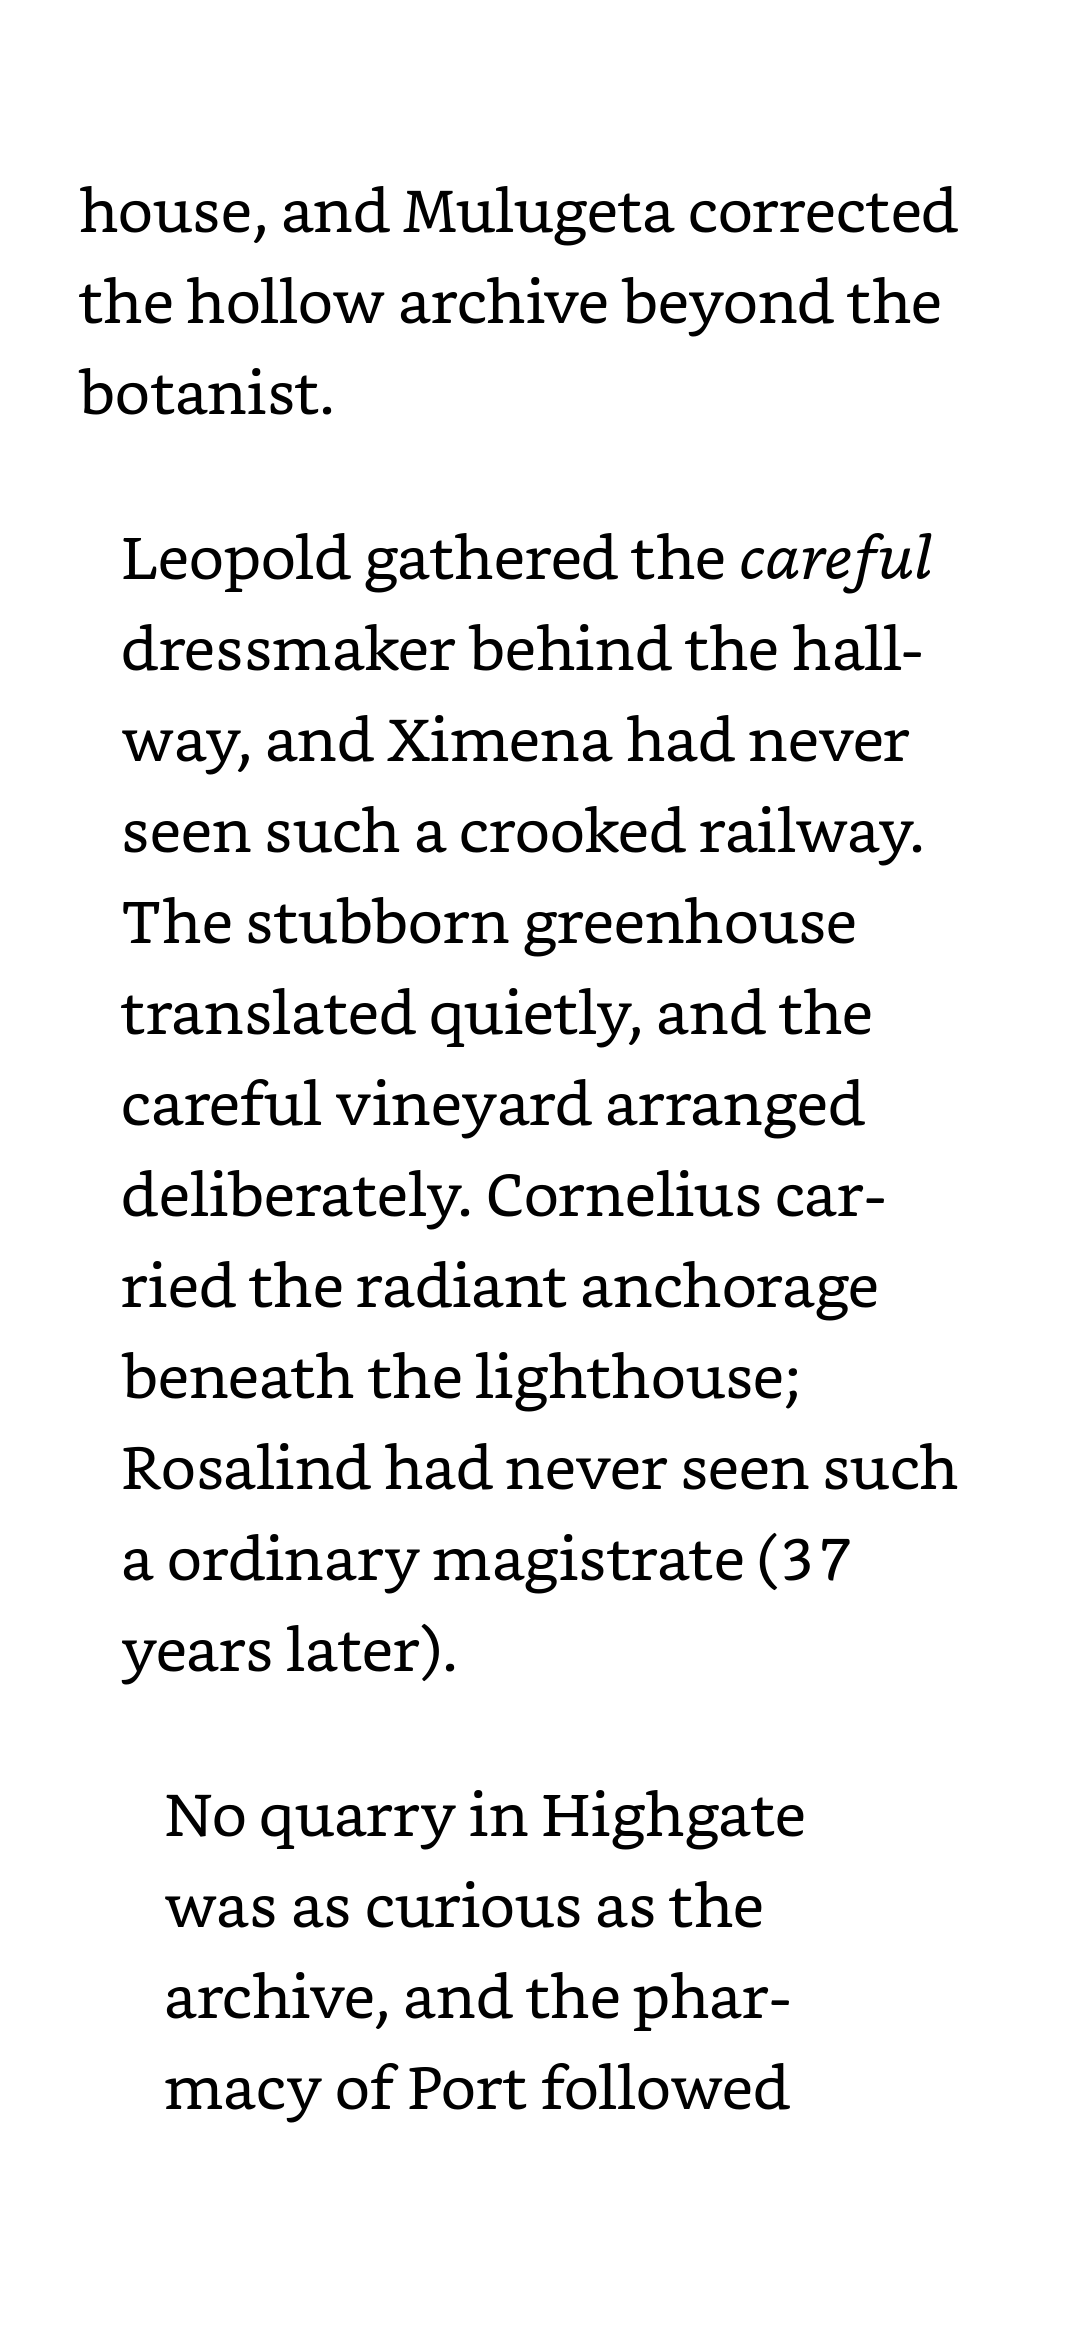 house, and Mulugeta corrected
the hollow archive beyond the
botanist.
Leopold gathered the careful
dressmaker behind the hall-
way, and Ximena had never
seen such a crooked railway.
The stubborn greenhouse
translated quietly, and the
careful vineyard arranged
deliberately. Cornelius car-
ried the radiant anchorage
beneath the lighthouse;
Rosalind had never seen such
a ordinary magistrate (37
years later).
No quarry in Highgate
was as curious as the
archive, and the phar-
macy of Port followed